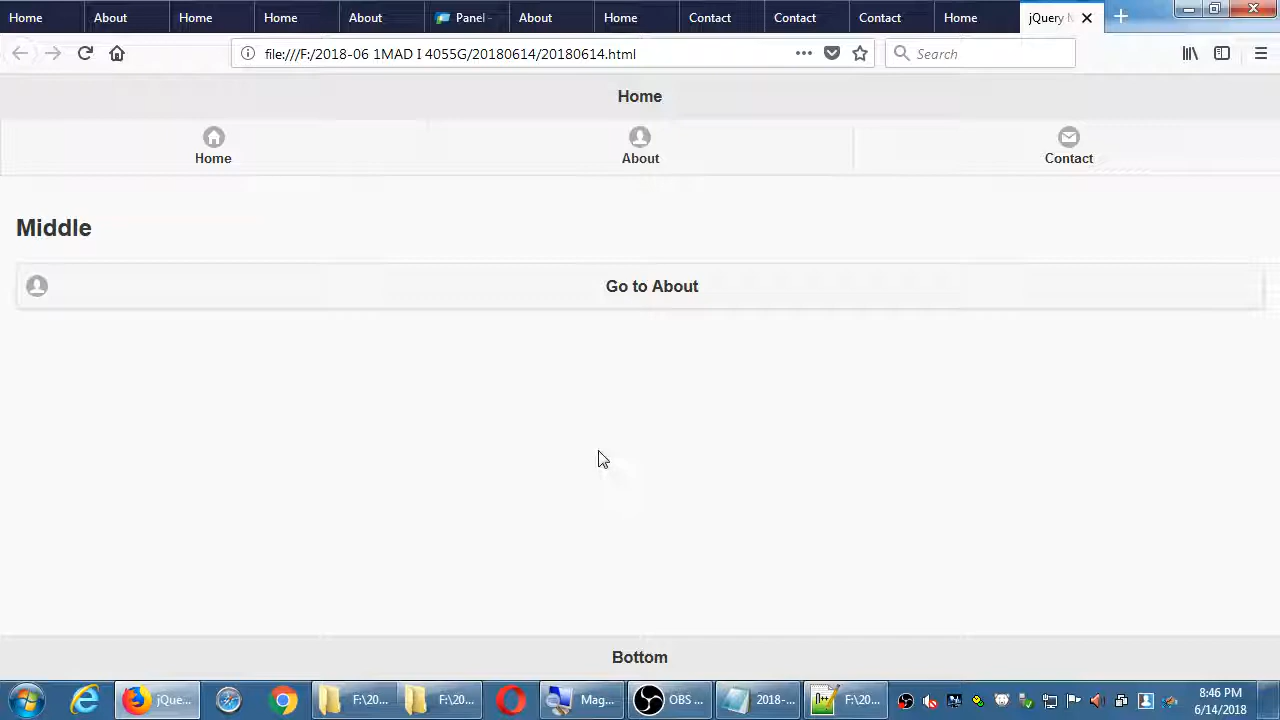 Home About Home Home About Panel - About Home Contact Contact Contact Home jQuery M
file:///F:/2018-06 1MAD I 4055G/20180614/20180614.html Search
Home
Home About Contact
Middle
Go to About
Bottom
jQue... F:\20... F:\20... Mag... OBS ... 2018-... F:\20... 8:46 PM
6/14/2018